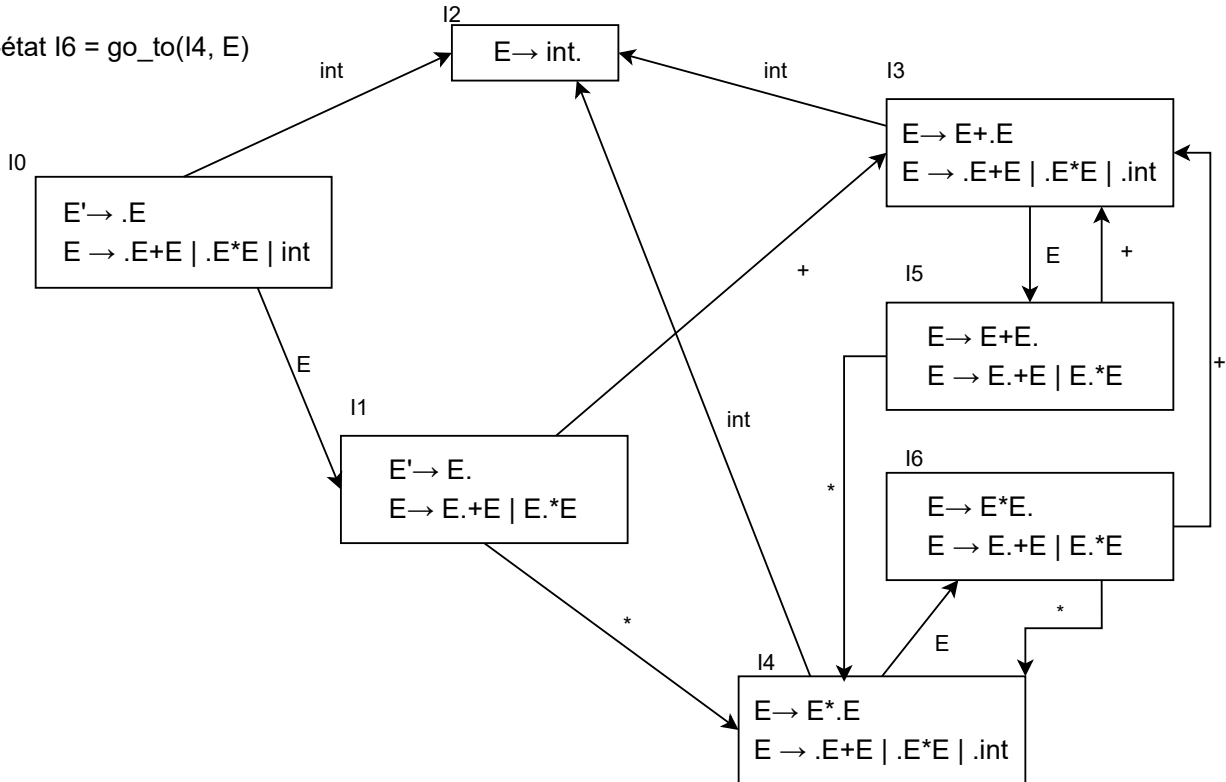 état I6 = go_to(I4, E)
I2
E→ int.
int
int
I3
E→ E+.E
E → .E+E | .E*E | .int
I0
E'→ .E
E → .E+E | .E*E | int
+
E
+
I5
E→ E+E.
E → E.+E | E.*E
E
+
I1
E'→ E.
E→ E.+E | E.*E
int
*
I6
E→ E*E.
E → E.+E | E.*E
*
*
E
I4
E→ E*.E
E → .E+E | .E*E | .int